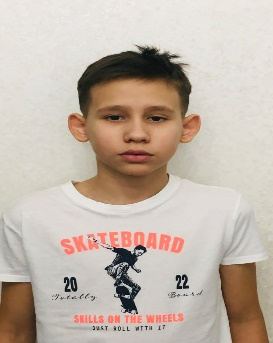 SKATEBOARD
20 22
Totally Board
SKILLS ON THE WHEELS
JUST ROLL WITH IT